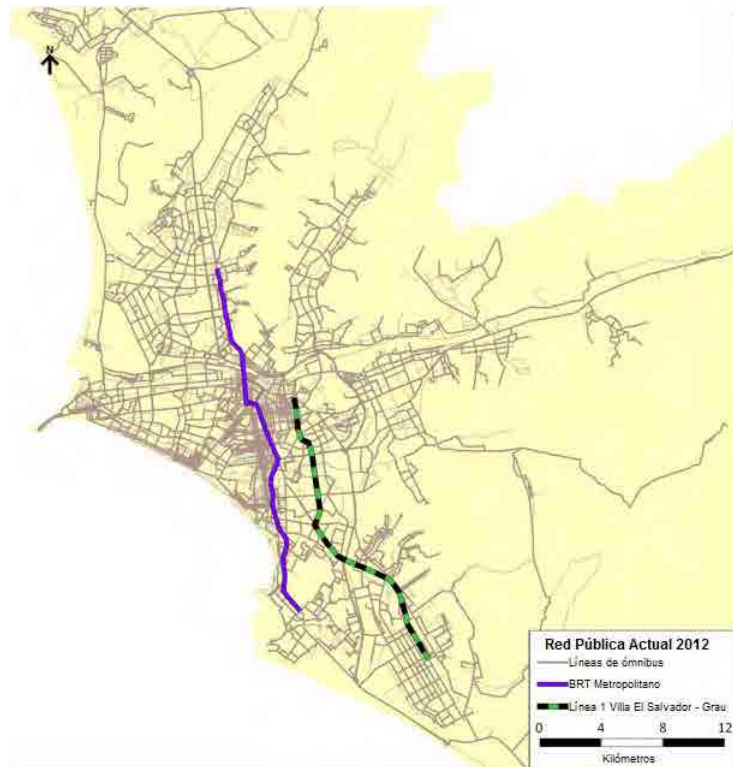 N
Red Pública Actual 2012
Líneas de ómnibus
BRT Metropolitano
Línea 1 Villa El Salvador - Grau
0 4 8 12
Kilómetros